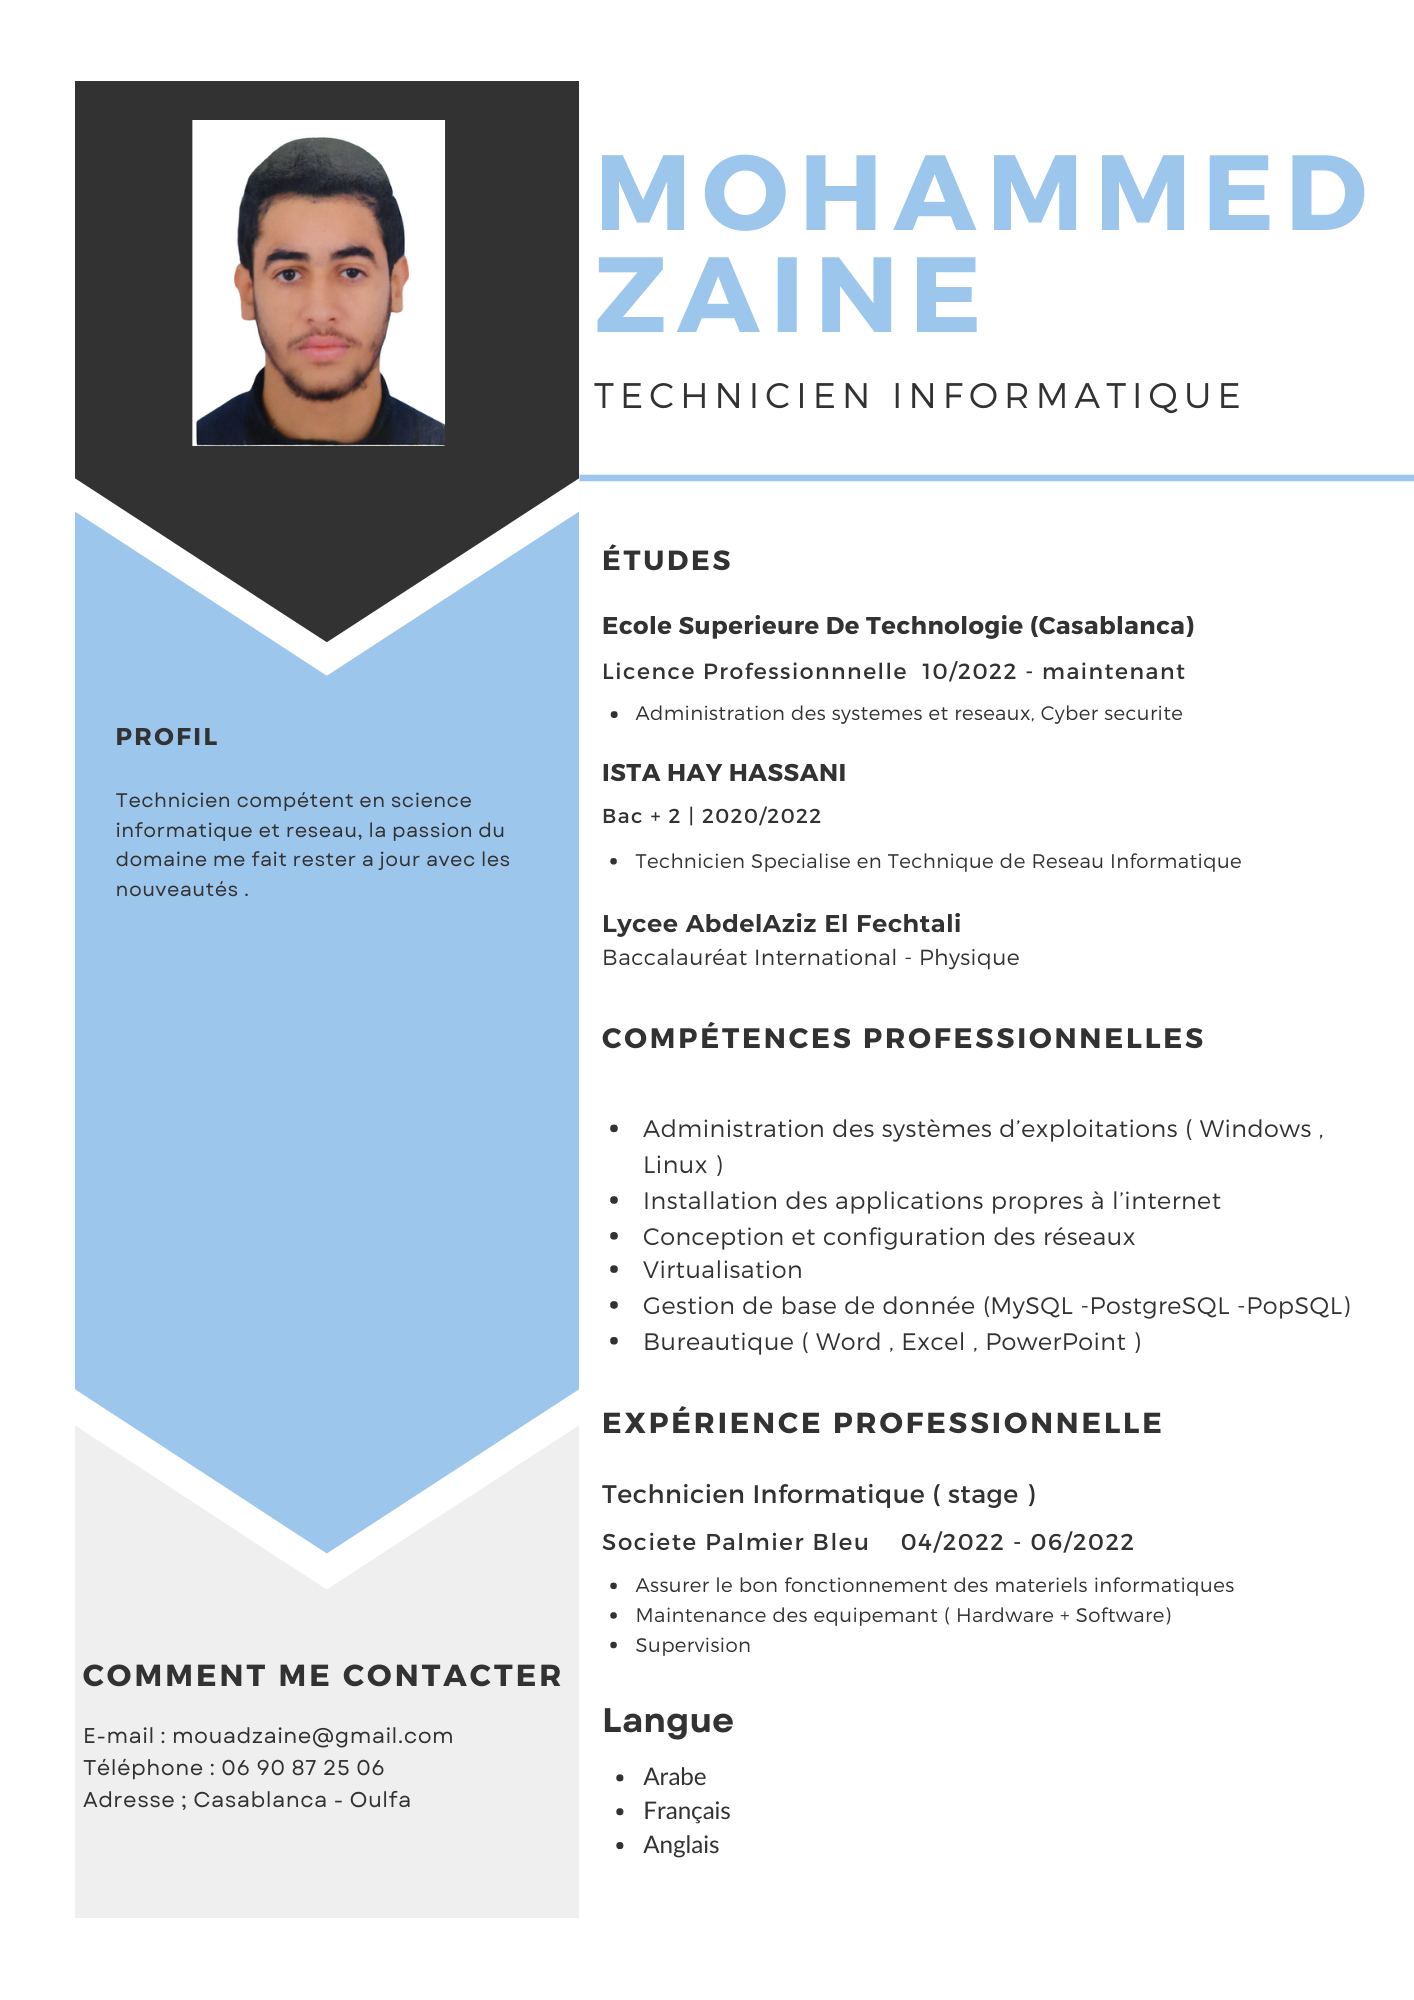 MOHAMMED
ZAINE
TECHNICIEN INFORMATIQUE
PROFIL
Technicien compétent en science
informatique et reseau, la passion du
domaine me fait rester a jour avec les
nouveautés .
COMMENT ME CONTACTER
E-mail : mouadzaine@gmail.com
Téléphone : 06 90 87 25 06
Adresse ; Casablanca - Oulfa
ÉTUDES
Ecole Superieure De Technologie (Casablanca)
Licence Professionnnelle 10/2022 - maintenant
• Administration des systemes et reseaux, Cyber securite
ISTA HAY HASSANI
Bac + 2 | 2020/2022
• Technicien Specialise en Technique de Reseau Informatique
Lycee AbdelAziz El Fechtali
Baccalauréat International - Physique
COMPÉTENCES PROFESSIONNELLES
• Administration des systèmes d’exploitations ( Windows ,
Linux )
• Installation des applications propres à l’internet
• Conception et configuration des réseaux
• Virtualisation
• Gestion de base de donnée (MySQL -PostgreSQL -PopSQL)
• Bureautique ( Word , Excel , PowerPoint )
EXPÉRIENCE PROFESSIONNELLE
Technicien Informatique ( stage )
Societe Palmier Bleu 04/2022 - 06/2022
• Assurer le bon fonctionnement des materiels informatiques
• Maintenance des equipemant ( Hardware + Software)
• Supervision
Langue
• Arabe
• Français
• Anglais